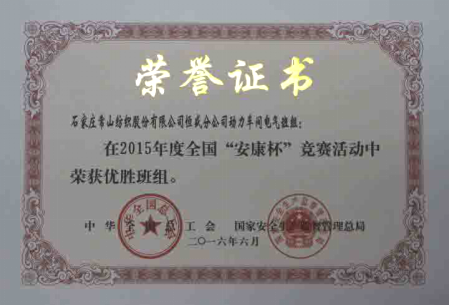 荣誉证书
石家庄常山纺织股份有限公司恒盛分公司动力车间电气检组：
在2015年度全国“安康杯”竞赛活动中
荣获优胜班组。
中华全国总工会 国家安全生产监督管理总局
二〇一六年六月